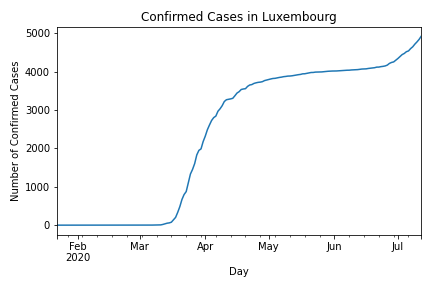 Confirmed Cases in Luxembourg
Number of Confirmed Cases
5000
4000
3000
2000
1000
0
Feb Mar Apr May Jun Jul
2020
Day